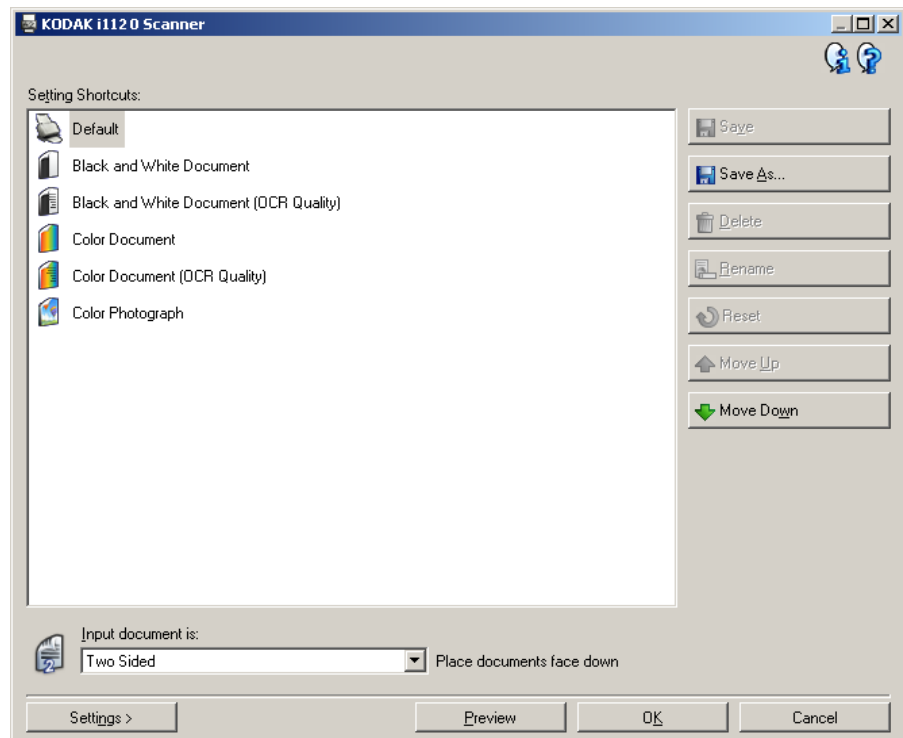 KODAK i1120 Scanner
Setting Shortcuts:
Default
Black and White Document
Black and White Document (OCR Quality)
Color Document
Color Document (OCR Quality)
Color Photograph
Save
Save As...
Delete
Rename
Reset
Move Up
Move Down
Input document is:
Two Sided
Place documents face down
Settings >
Preview
OK
Cancel